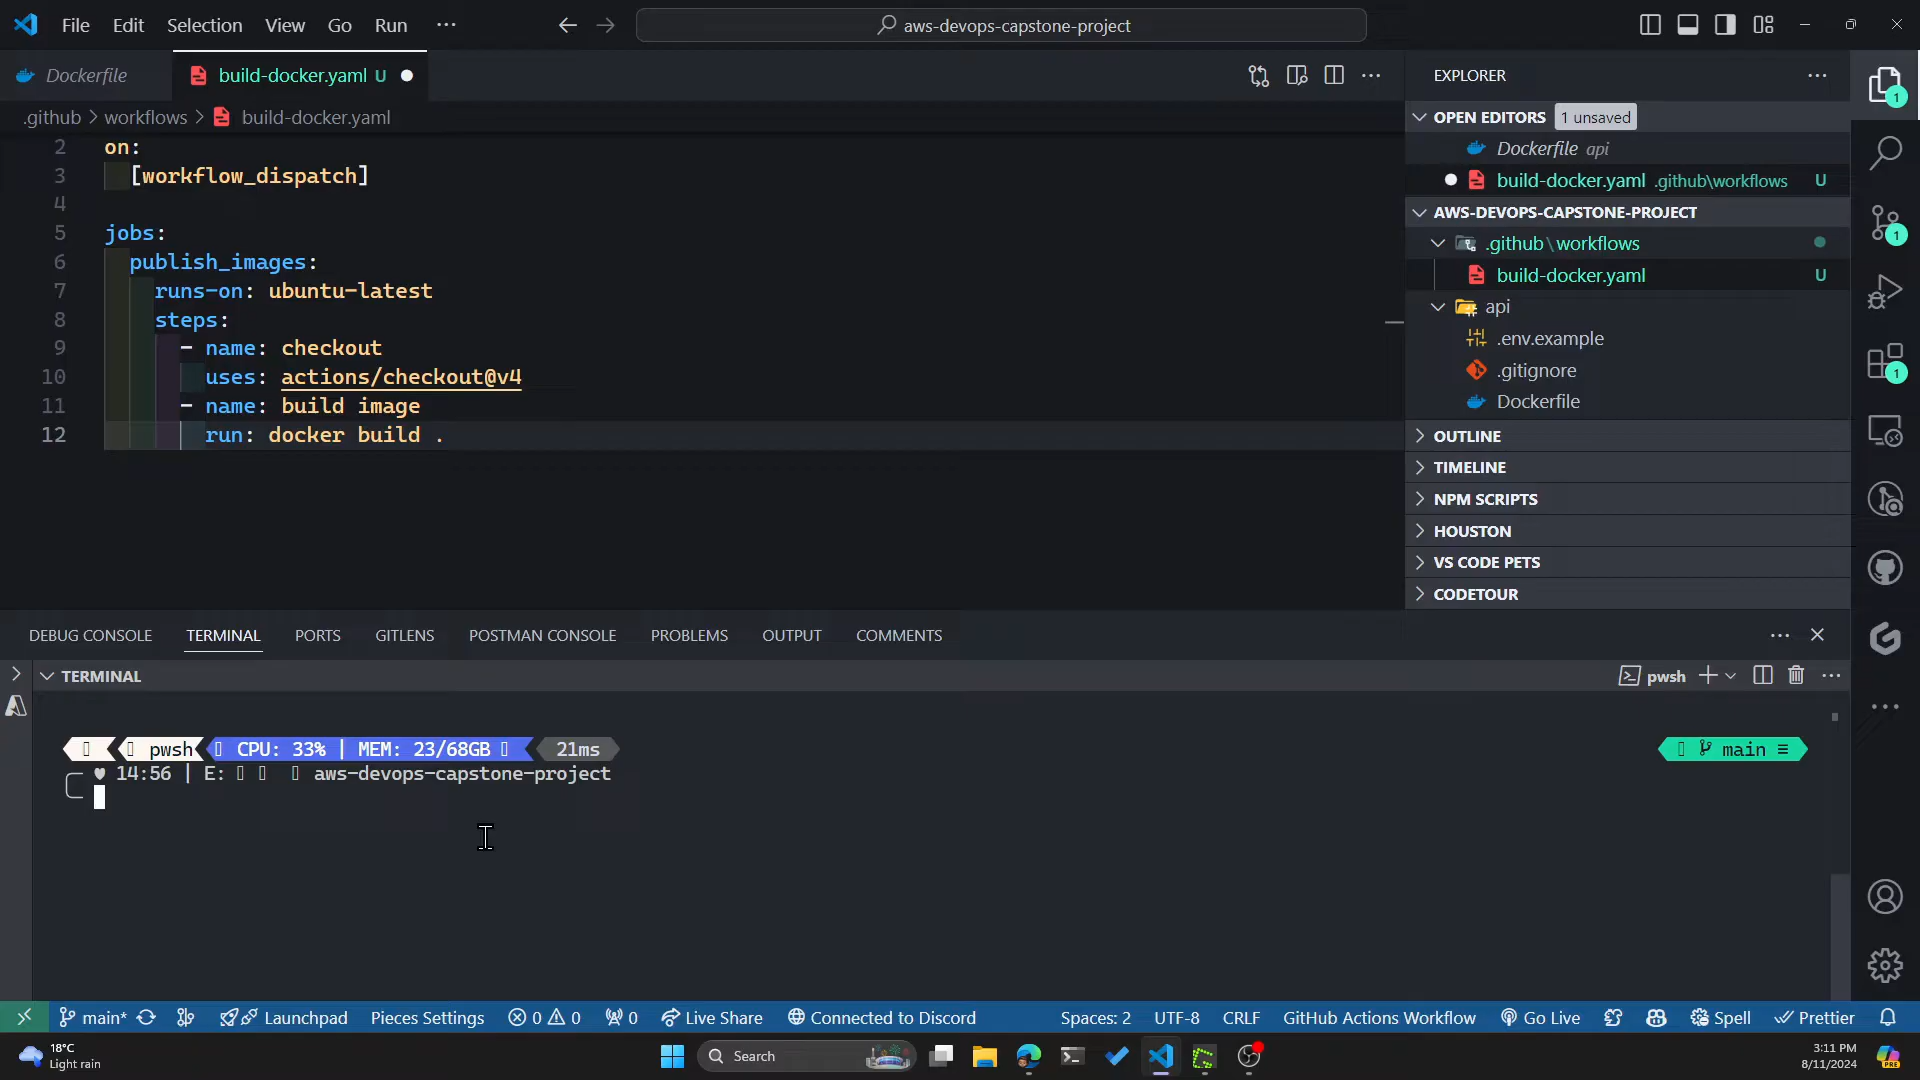 File Edit Selection View Go Run ··· aws-devops-capstone-project
Dockerfile build-docker.yaml U
.github > workflows > build-docker.yaml
2 on:
3 [workflow_dispatch]
4
5 jobs:
6 publish_images:
7 runs-on: ubuntu-latest
8 steps:
9 - name: checkout
10 uses: actions/checkout@v4
11 - name: build image
12 run: docker build .
EXPLORER
OPEN EDITORS 1 unsaved
Dockerfile api
build-docker.yaml .github\workflows U
AWS-DEVOPS-CAPSTONE-PROJECT
.github\workflows
build-docker.yaml U
api
.env.example
.gitignore
Dockerfile
OUTLINE
TIMELINE
NPM SCRIPTS
HOUSTON
VS CODE PETS
CODETOUR
1
1
1
DEBUG CONSOLE TERMINAL PORTS GITLENS POSTMAN CONSOLE PROBLEMS OUTPUT COMMENTS
TERMINAL pwsh
pwsh CPU: 33% | MEM: 23/68GB 21ms main ≡
♥ 14:56 | E: aws-devops-capstone-project
main* Launchpad Pieces Settings 0 0 0 Live Share Connected to Discord Spaces: 2 UTF-8 CRLF GitHub Actions Workflow Go Live Spell Prettier
18°C
Light rain
Search
3:11 PM
8/11/2024
PRE